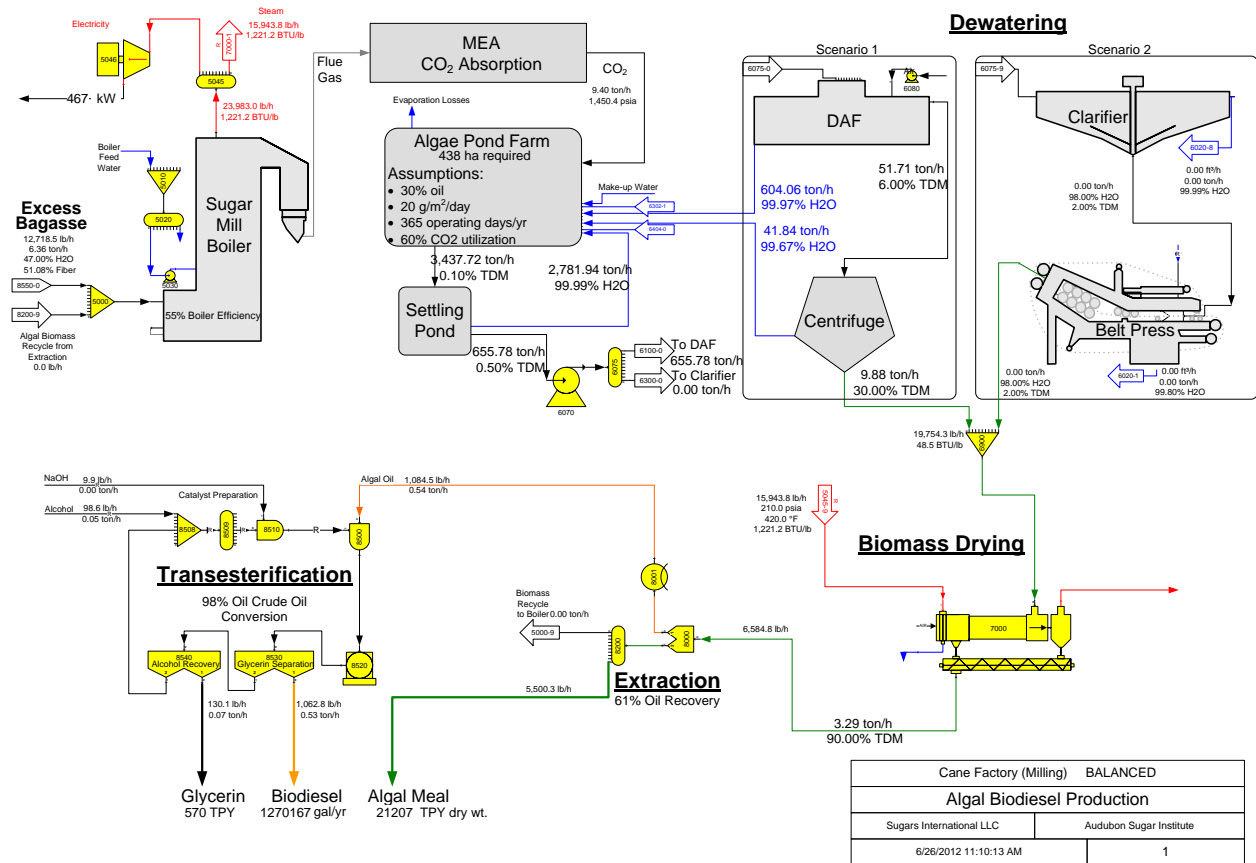 Dewatering
Electricity
5046
467· kW
Steam
15,943.8 lb/h
1,221.2 BTU/lb
R
7000-1
5045
23,983.0 lb/h
1,221.2 BTU/lb
Boiler
Feed
Water
5010
5020
5030
Sugar
Mill
Boiler
55% Boiler Efficiency
Excess
Bagasse
12,718.5 lb/h
6.36 ton/h
47.00% H2O
51.08% Fiber
8550-0
8200-9
5000
Algal Biomass
Recycle from
Extraction
0.0 lb/h
Flue
Gas
MEA
CO2 Absorption
CO2
9.40 ton/h
1,450.4 psia
Evaporation Losses
Algae Pond Farm
438 ha required
Assumptions:
• 30% oil
• 20 g/m2/day
• 365 operating days/yr
• 60% CO2 utilization
Make-up Water
6302-1
6404-0
3,437.72 ton/h
0.10% TDM
2,781.94 ton/h
99.99% H2O
Settling
Pond
655.78 ton/h
0.50% TDM
6070
6075
6100-0
6300-0
To DAF
655.78 ton/h
To Clarifier
0.00 ton/h
Scenario 1
6075-0
6080
DAF
604.06 ton/h
99.97% H2O
51.71 ton/h
6.00% TDM
41.84 ton/h
99.67% H2O
Centrifuge
9.88 ton/h
30.00% TDM
Scenario 2
6075-9
Clarifier
6020-8
0.00 ft³/h
0.00 ton/h
99.99% H2O
0.00 ton/h
98.00% H2O
2.00% TDM
Belt Press
0.00 ton/h
98.00% H2O
2.00% TDM
6020-1
0.00 ft³/h
0.00 ton/h
99.80% H2O
19,754.3 lb/h
48.5 BTU/lb
6900
NaOH
9.9 lb/h
0.00 ton/h
Alcohol
98.6 lb/h
0.05 ton/h
Catalyst Preparation
8508
R
8509
R
8510
R
8500
Algal Oil
1,084.5 lb/h
0.54 ton/h
Transesterification
98% Oil Crude Oil
Conversion
8540
Alcohol Recovery
8530
Glycerin Separation
8520
130.1 lb/h
0.07 ton/h
1,062.8 lb/h
0.53 ton/h
Glycerin
570 TPY
Biodiesel
1270167 gal/yr
Algal Meal
21207 TPY dry wt.
Biomass
Recycle
to Boiler
0.00 ton/h
5000-9
8200
8001
8000
5,500.3 lb/h
Extraction
61% Oil Recovery
6,584.8 lb/h
15,943.8 lb/h
210.0 psia
420.0 °F
1,221.2 BTU/lb
R
5045-9
Biomass Drying
7000
3.29 ton/h
90.00% TDM
Cane Factory (Milling) BALANCED
Algal Biodiesel Production
Sugars International LLC
Audubon Sugar Institute
6/26/2012 11:10:13 AM
1